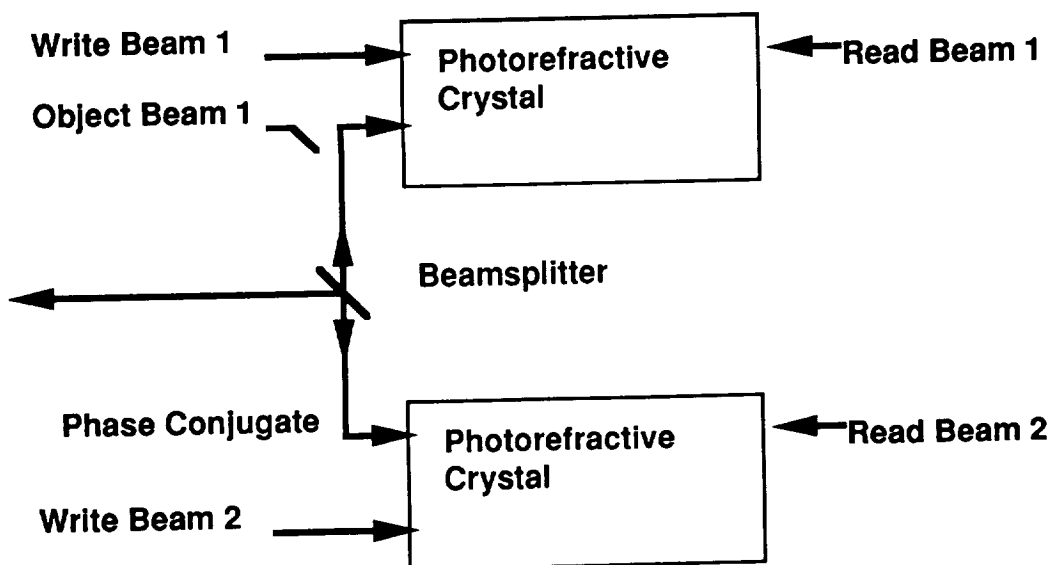 Write Beam 1
Photorefractive
Crystal
Read Beam 1
Object Beam 1
Beamsplitter
Phase Conjugate
Photorefractive
Crystal
Read Beam 2
Write Beam 2